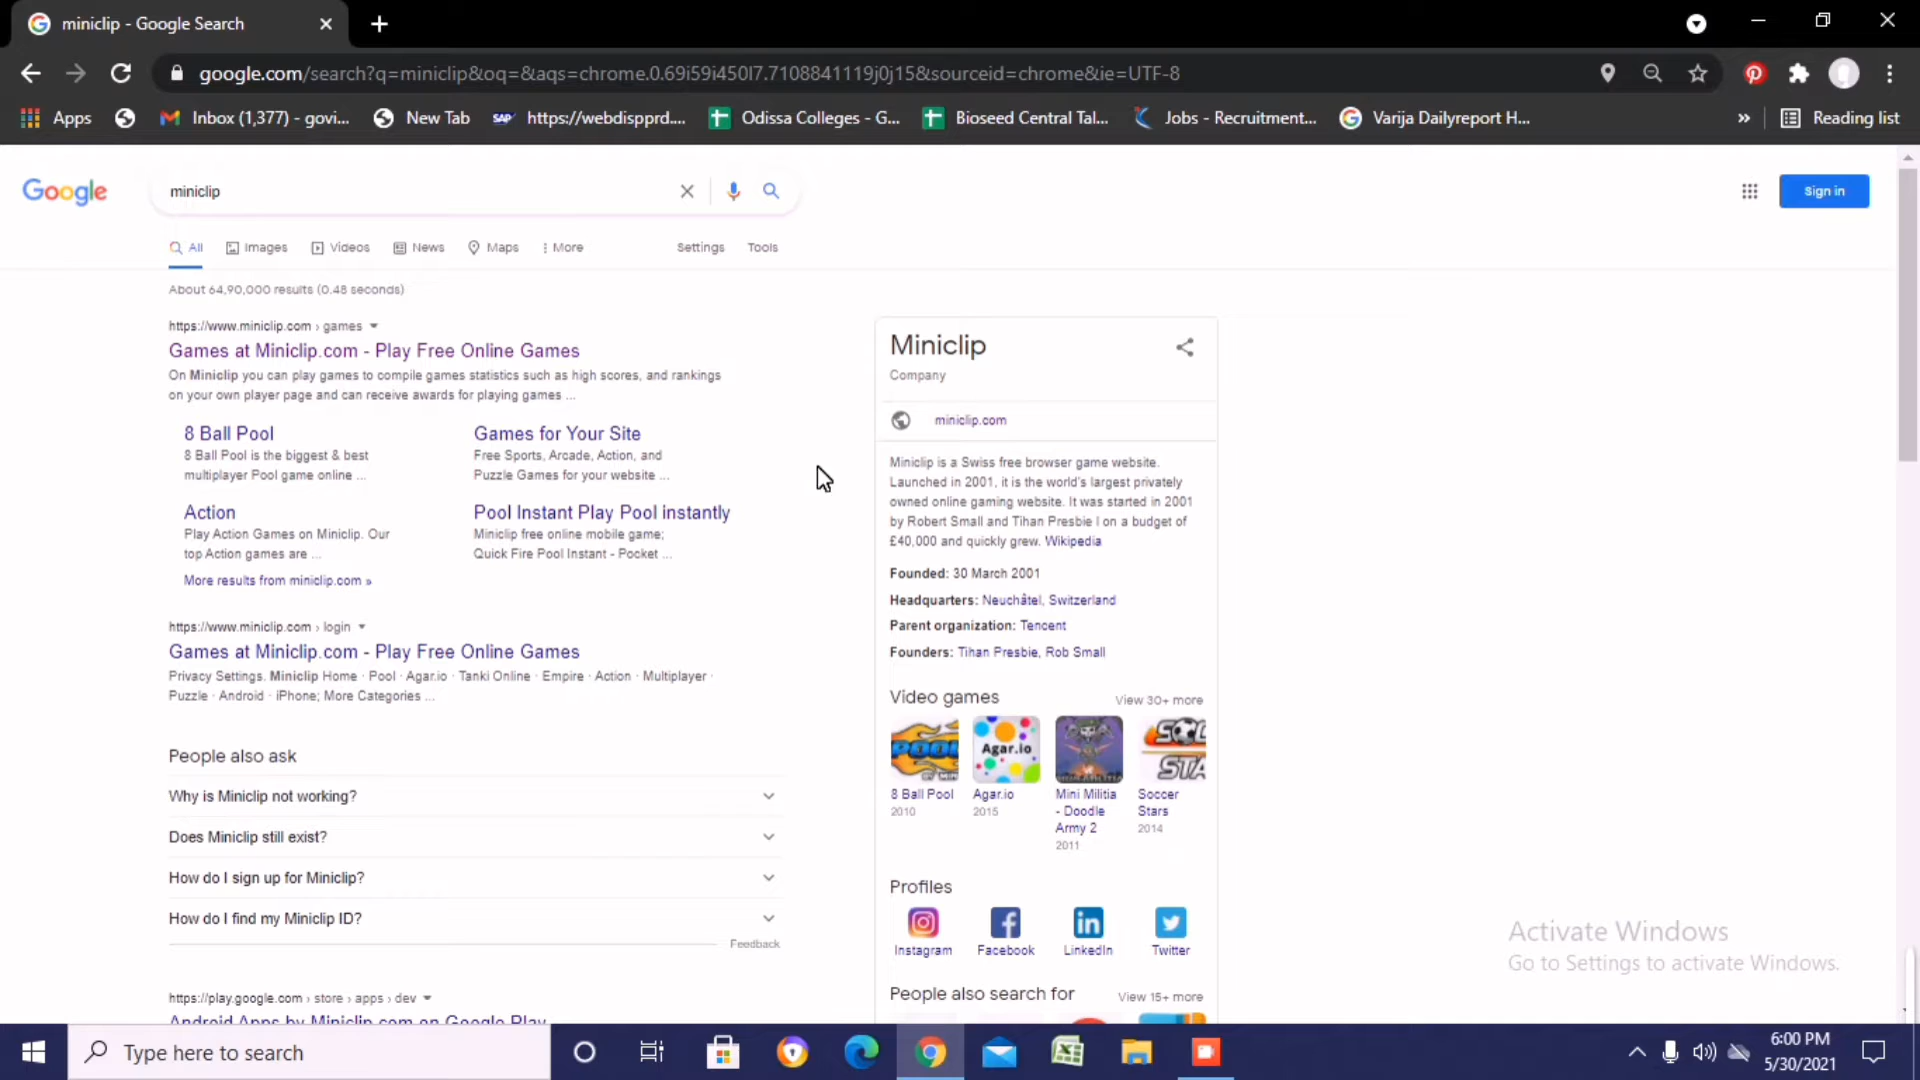 miniclip - Google Search
google.com/search?q=miniclip&oq=&aqs=chrome.0.69i59i450l7.7108841119j0j15&sourceid=chrome&ie=UTF-8
Apps
Inbox (1,377) - govi...
New Tab
SAP
https://webdispprd....
Odissa Colleges - G...
Bioseed Central Tal...
Jobs - Recruitment...
Varija Dailyreport H...
Reading list
Google
miniclip
Sign in
All
Images
Videos
News
Maps
More
Settings
Tools
About 64,90,000 results (0.48 seconds)
https://www.miniclip.com › games
Games at Miniclip.com - Play Free Online Games
On Miniclip you can play games to compile games statistics such as high scores, and rankings
on your own player page and can receive awards for playing games ...
8 Ball Pool
8 Ball Pool is the biggest & best
multiplayer Pool game online ...
Games for Your Site
Free Sports, Arcade, Action, and
Puzzle Games for your website ...
Action
Play Action Games on Miniclip. Our
top Action games are ...
Pool Instant Play Pool instantly
Miniclip free online mobile game;
Quick Fire Pool Instant - Pocket ...
More results from miniclip.com »
https://www.miniclip.com › login
Games at Miniclip.com - Play Free Online Games
Privacy Settings. Miniclip Home · Pool · Agar.io · Tanki Online · Empire · Action · Multiplayer ·
Puzzle · Android · iPhone; More Categories ...
People also ask
Why is Miniclip not working?
Does Miniclip still exist?
How do I sign up for Miniclip?
How do I find my Miniclip ID?
Feedback
https://play.google.com › store › apps › dev
Android Apps by Miniclip.com on Google Play
Miniclip
Company
miniclip.com
Miniclip is a Swiss free browser game website.
Launched in 2001, it is the world's largest privately
owned online gaming website. It was started in 2001
by Robert Small and Tihan Presbie l on a budget of
£40,000 and quickly grew. Wikipedia
Founded: 30 March 2001
Headquarters: Neuchâtel, Switzerland
Parent organization: Tencent
Founders: Tihan Presbie, Rob Small
Video games
View 30+ more
Agar.io
8 Ball Pool
2010
Agar.io
2015
Mini Militia
- Doodle
Army 2
2011
Soccer
Stars
2014
Profiles
Instagram
Facebook
LinkedIn
Twitter
People also search for
View 15+ more
Activate Windows
Go to Settings to activate Windows.
Type here to search
6:00 PM
5/30/2021